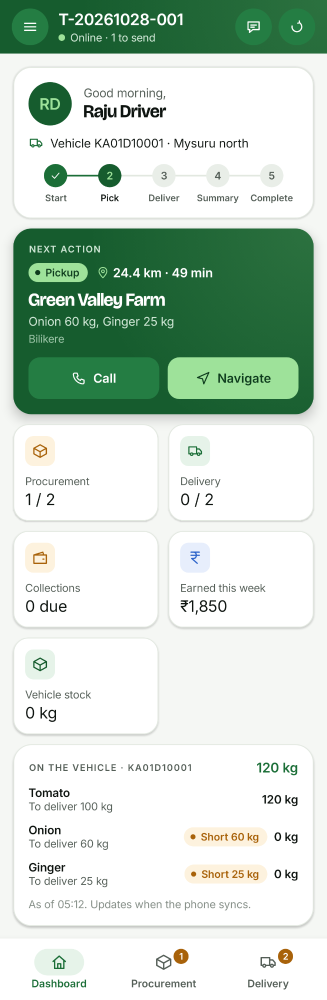 T-20261028-001
Online · 1 to send
RD
Good morning,
Raju Driver
Vehicle KA01D10001 · Mysuru north
2
3
4
5
Start
Pick
Deliver
Summary
Complete
NEXT ACTION
Pickup
24.4 km · 49 min
Green Valley Farm
Onion 60 kg, Ginger 25 kg
Bilikere
Call
Navigate
Procurement
1 / 2
Delivery
0 / 2
Collections
0 due
₹
Earned this week
₹1,850
Vehicle stock
0 kg
ON THE VEHICLE · KA01D10001
120 kg
Tomato
To deliver 100 kg
120 kg
Onion
To deliver 60 kg
Short 60 kg
0 kg
Ginger
To deliver 25 kg
Short 25 kg
0 kg
As of 05:12. Updates when the phone syncs.
Dashboard
1
Procurement
2
Delivery